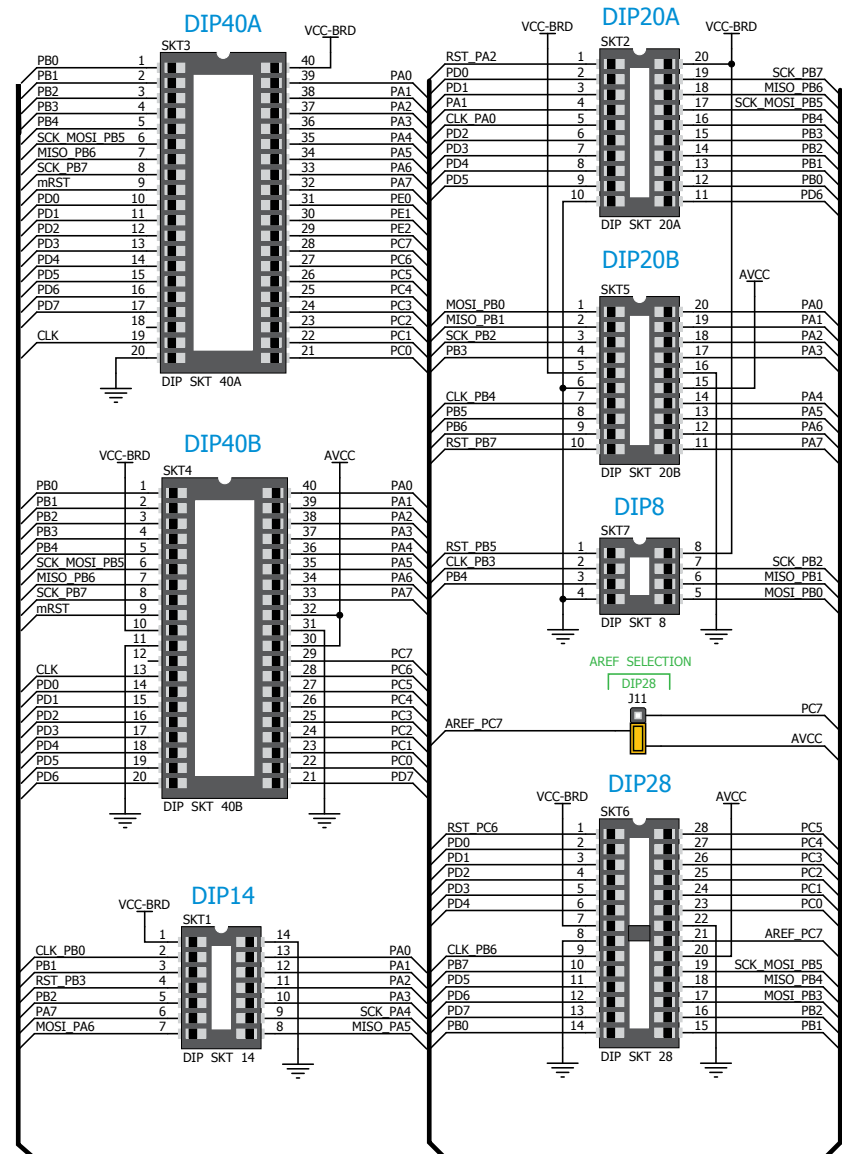 DIP40A
SKT3
VCC-BRD
PB0 1 40
PB1 2 39 PA0
PB2 3 38 PA1
PB3 4 37 PA2
PB4 5 36 PA3
SCK_MOSI_PB5 6 35 PA4
MISO_PB6 7 34 PA5
SCK_PB7 8 33 PA6
mRST 9 32 PA7
PD0 10 31 PE0
PD1 11 30 PE1
PD2 12 29 PE2
PD3 13 28 PC7
PD4 14 27 PC6
PD5 15 26 PC5
PD6 16 25 PC4
PD7 17 24 PC3
18 23 PC2
CLK 19 22 PC1
20 21 PC0
DIP SKT 40A
DIP40B
VCC-BRD AVCC
SKT4
PB0 1 40 PA0
PB1 2 39 PA1
PB2 3 38 PA2
PB3 4 37 PA3
PB4 5 36 PA4
SCK_MOSI_PB5 6 35 PA5
MISO_PB6 7 34 PA6
SCK_PB7 8 33 PA7
mRST 9 32
10 31
11 30
12 29 PC7
CLK 13 28 PC6
PD0 14 27 PC5
PD1 15 26 PC4
PD2 16 25 PC3
PD3 17 24 PC2
PD4 18 23 PC1
PD5 19 22 PC0
PD6 20 21 PD7
DIP SKT 40B
DIP14
VCC-BRD
SKT1
1 14
CLK_PB0 2 13 PA0
PB1 3 12 PA1
RST_PB3 4 11 PA2
PB2 5 10 PA3
PA7 6 9 SCK_PA4
MOSI_PA6 7 8 MISO_PA5
DIP SKT 14
DIP20A
VCC-BRD VCC-BRD
SKT2
RST_PA2 1 20
PD0 2 19 SCK_PB7
PD1 3 18 MISO_PB6
PA1 4 17 SCK_MOSI_PB5
CLK_PA0 5 16 PB4
PD2 6 15 PB3
PD3 7 14 PB2
PD4 8 13 PB1
PD5 9 12 PB0
10 11 PD6
DIP SKT 20A
DIP20B
AVCC
SKT5
MOSI_PB0 1 20 PA0
MISO_PB1 2 19 PA1
SCK_PB2 3 18 PA2
PB3 4 17 PA3
5 16
6 15
CLK_PB4 7 14 PA4
PB5 8 13 PA5
PB6 9 12 PA6
RST_PB7 10 11 PA7
DIP SKT 20B
DIP8
SKT7
RST_PB5 1 8
CLK_PB3 2 7 SCK_PB2
PB4 3 6 MISO_PB1
4 5 MOSI_PB0
DIP SKT 8
AREF SELECTION
DIP28
J11
PC7
AREF_PC7
AVCC
DIP28
VCC-BRD AVCC
SKT6
RST_PC6 1 28 PC5
PD0 2 27 PC4
PD1 3 26 PC3
PD2 4 25 PC2
PD3 5 24 PC1
PD4 6 23 PC0
7 22
8 21 AREF_PC7
CLK_PB6 9 20
PB7 10 19 SCK_MOSI_PB5
PD5 11 18 MISO_PB4
PD6 12 17 MOSI_PB3
PD7 13 16 PB2
PB0 14 15 PB1
DIP SKT 28